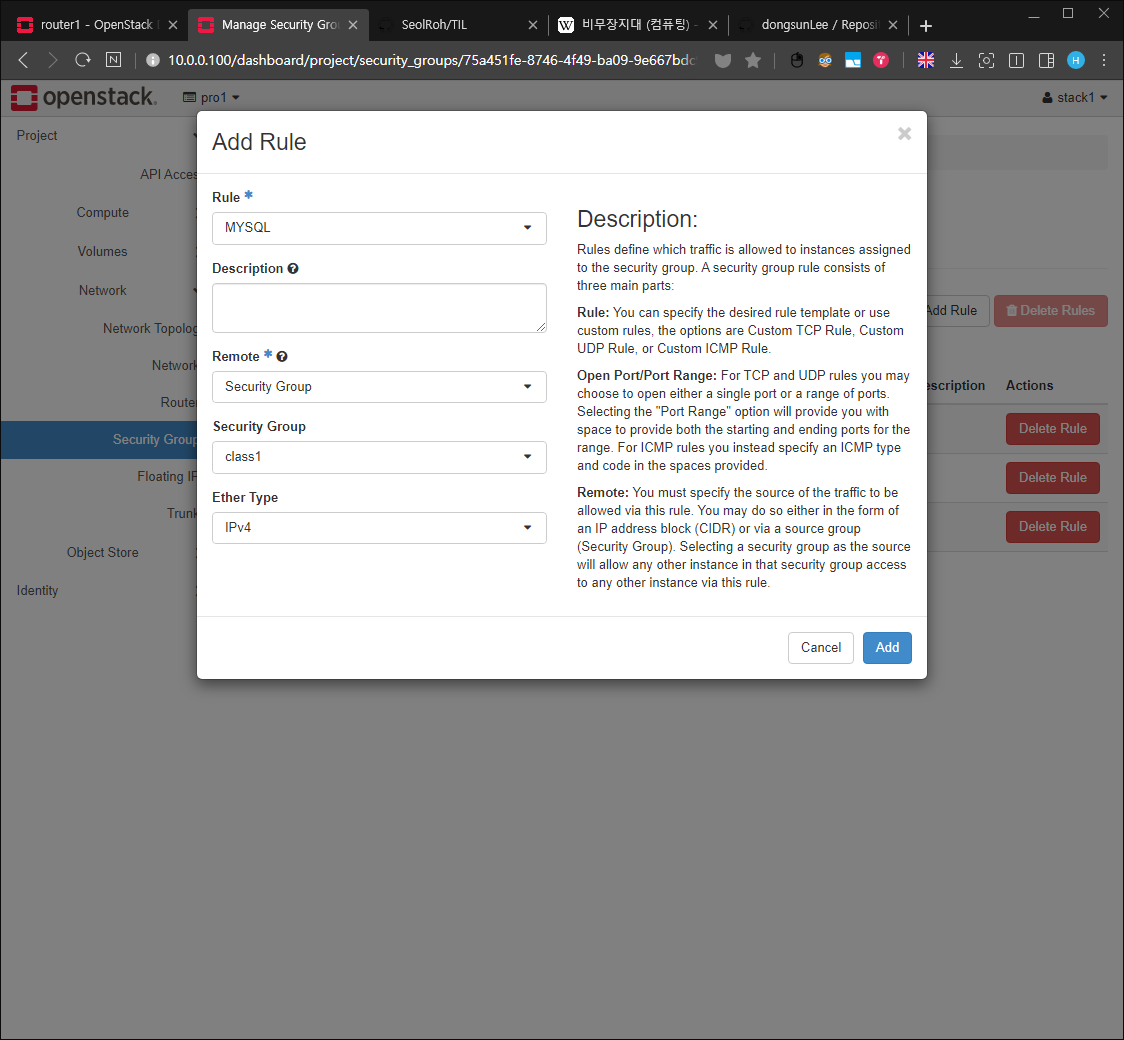 router1 - OpenStack
Manage Security Gro
SeolRoh/TIL
비무장지대 (컴퓨팅) -
dongsunLee / Reposi
10.0.0.100/dashboard/project/security_groups/75a451fe-8746-4f49-ba09-9e667bdc
openstack.
pro1
stack1
Project
API Acces
Compute
Volumes
Network
Network Topolog
Network
Router
Security Group
Floating IP
Trunk
Object Store
Identity
Add Rule
Delete Rules
escription
Actions
Delete Rule
Delete Rule
Delete Rule
Add Rule
Rule *
MYSQL
Description
Remote *
Security Group
Security Group
class1
Ether Type
IPv4
Description:
Rules define which traffic is allowed to instances assigned
to the security group. A security group rule consists of
three main parts:
Rule: You can specify the desired rule template or use
custom rules, the options are Custom TCP Rule, Custom
UDP Rule, or Custom ICMP Rule.
Open Port/Port Range: For TCP and UDP rules you may
choose to open either a single port or a range of ports.
Selecting the "Port Range" option will provide you with
space to provide both the starting and ending ports for the
range. For ICMP rules you instead specify an ICMP type
and code in the spaces provided.
Remote: You must specify the source of the traffic to be
allowed via this rule. You may do so either in the form of
an IP address block (CIDR) or via a source group
(Security Group). Selecting a security group as the source
will allow any other instance in that security group access
to any other instance via this rule.
Cancel
Add